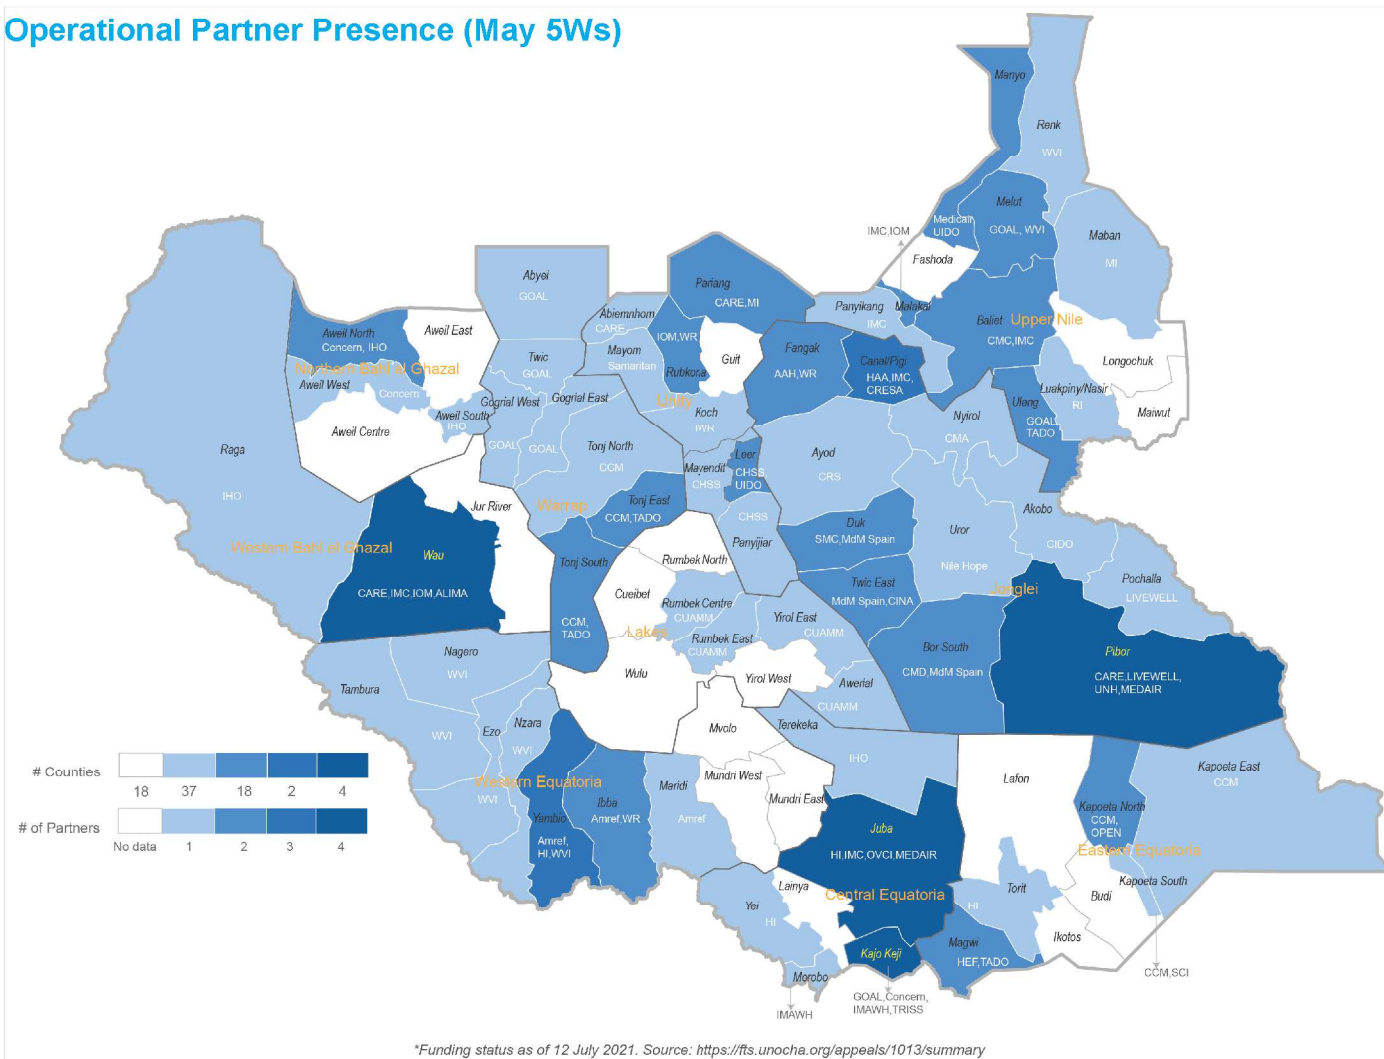 Operational Partner Presence (May 5Ws)
Manyo
Renk
WVI
Melut
GOAL, WVI
Medicair
UIDO
Maban
MI
IMC,IOM
Fashoda
Abyei
GOAL
Pariang
CARE,MI
Panyikang
IMC
Malakal
Baliet
CMC,IMC
Upper Nile
Longochuk
Maiwut
Luakpiny/Nasir
RI
Ulang
GOAL,
TADO
Abiemnhom
CARE,
Mayom
Samaritan
IOM,WR
Rubkona
Guit
Fangak
AAH,WR
Canal/Pigi
HAA,IMC,
CRESA
Nyirol
CMA
Aweil North
Concern, IHO
Aweil East
Northern Bahl el Ghazal
Aweil West
Concern
Aweil South
IHO
Aweil Centre
Twic
GOAL
Gogrial West
GOAL
Gogrial East
GOAL
Unity
Koch
IWR
Tonj North
CCM
Mayendit
CHSS
Leer
CHSS,
UIDO
Ayod
CRS
Raga
IHO
Jur River
Warrap
Tonj East
CCM,TADO
CHSS
Panyijiar
Duk
SMC,MdM Spain
Uror
Nile Hope
Akobo
CIDO
Western Bahl el Ghazal
Wau
CARE,IMC,IOM,ALIMA
Tonj South
CCM,
TADO
Rumbek North
Cueibet
Rumbek Centre
CUAMM
Lakes
Rumbek East
CUAMM
Yirol East
CUAMM
Twic East
MdM Spain,CINA
Jonglei
Pochalla
LIVEWELL
Bor South
CMD,MdM Spain
Pibor
CARE,LIVEWELL,
UNH,MEDAIR
Wulu
Yirol West
Awerial
CUAMM
Nagero
WVI
Tambura
WVI
Ezo
WVI
Nzara
WVI
Western Equatoria
Yambio
Amref,
HI,WVI
Ibba
Amref,WR
Maridi
Amref
Mvolo
Mundri West
Mundri East
Terekeka
IHO
Juba
HI,IMC,OVCI,MEDAIR
Central Equatoria
Lafon
Kapoeta North
CCM,
OPEN
Kapoeta East
CCM
Eastern Equatoria
Kapoeta South
Budi
Ikotos
Torit
HI
Magwi
HEF,TADO
Lainya
Yei
HI
Morobo
Kajo Keji
IMAWH
GOAL,Concern,
IMAWH,TRISS
CCM,SCI
# Counties
18 37 18 2 4
# of Partners
No data 1 2 3 4
*Funding status as of 12 July 2021. Source: https://fts.unocha.org/appeals/1013/summary